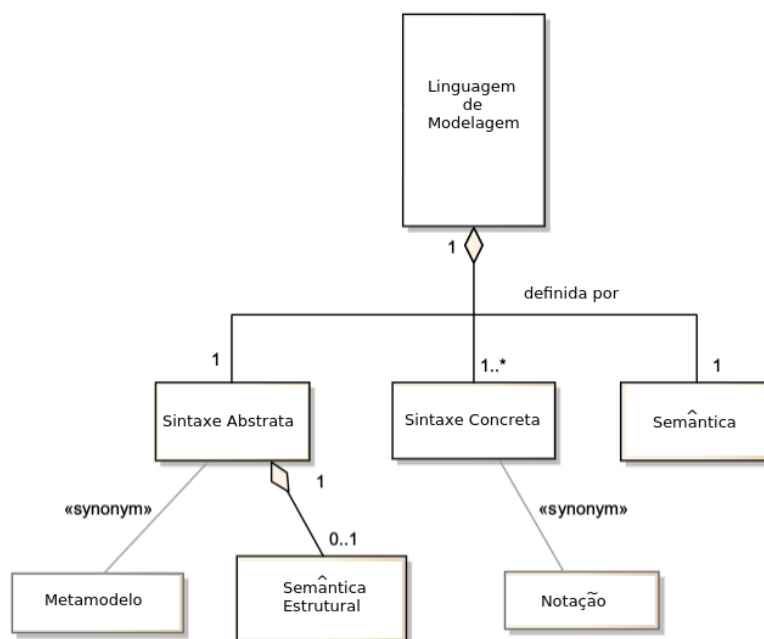 Linguagem
de
Modelagem
1
definida por
1
1..*
1
Sintaxe Abstrata
Sintaxe Concreta
Semântica
«synonym»
1
«synonym»
0..1
Metamodelo
Semântica
Estrutural
Notação